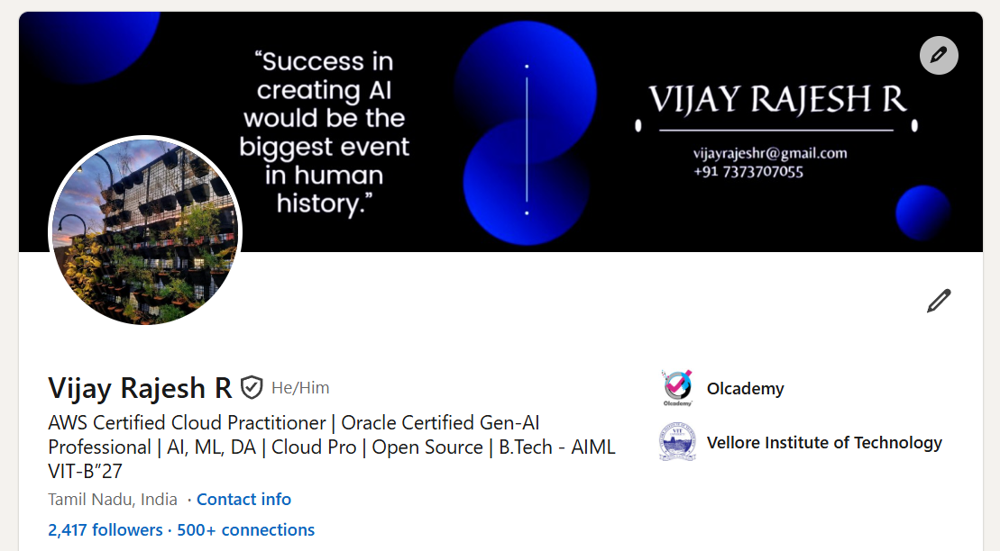 “Success in
creating AI
would be the
biggest event
in human
history.”
VIJAY RAJESH R
vijayrajeshr@gmail.com
+91 7373707055
Vijay Rajesh R He/Him
AWS Certified Cloud Practitioner | Oracle Certified Gen-AI
Professional | AI, ML, DA | Cloud Pro | Open Source | B.Tech - AIML
VIT-B”27
Tamil Nadu, India · Contact info
2,417 followers · 500+ connections
Olcademy
Olcademy
VIT
Vellore Institute of Technology